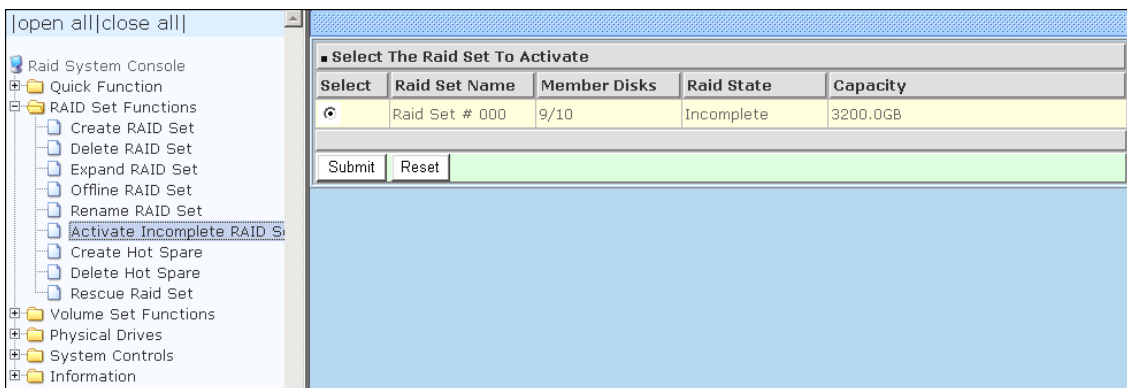 |open all|close all|
Raid System Console
Quick Function
RAID Set Functions
Create RAID Set
Delete RAID Set
Expand RAID Set
Offline RAID Set
Rename RAID Set
Activate Incomplete RAID S
Create Hot Spare
Delete Hot Spare
Rescue Raid Set
Volume Set Functions
Physical Drives
System Controls
Information
Select The Raid Set To Activate
Select Raid Set Name Member Disks Raid State Capacity
Raid Set # 000 9/10 Incomplete 3200.0GB
Submit Reset